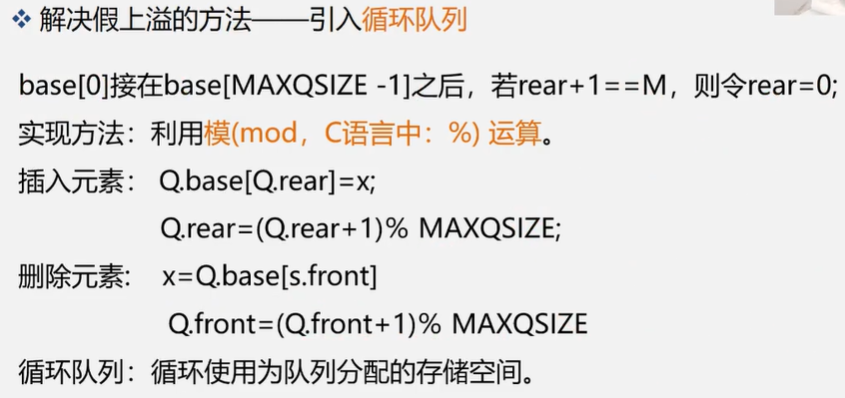 ❖ 解决假上溢的方法——引入循环队列
base[0]接在base[MAXQSIZE -1]之后，若rear+1==M，则令rear=0;
实现方法：利用模(mod，C语言中：%) 运算。
插入元素： Q.base[Q.rear]=x;
Q.rear=(Q.rear+1)% MAXQSIZE;
删除元素: x=Q.base[s.front]
Q.front=(Q.front+1)% MAXQSIZE
循环队列：循环使用为队列分配的存储空间。